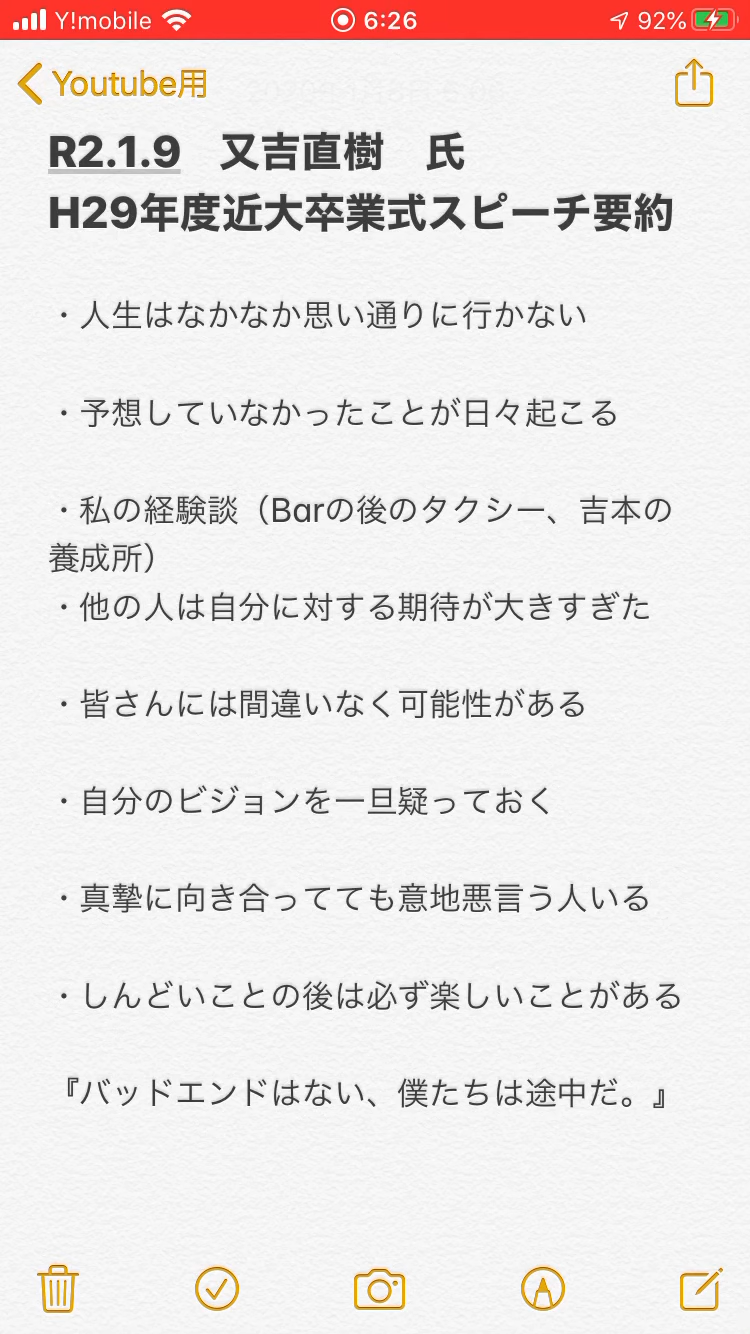 Y!mobile 6:26 92%
Youtube用
R2.1.9 又吉直樹 氏
H29年度近大卒業式スピーチ要約
・人生はなかなか思い通りに行かない
・予想していなかったことが日々起こる
・私の経験談（Barの後のタクシー、吉本の
養成所）
・他の人は自分に対する期待が大きすぎた
・皆さんには間違いなく可能性がある
・自分のビジョンを一旦疑っておく
・真摯に向き合ってても意地悪言う人いる
・しんどいことの後は必ず楽しいことがある
『バッドエンドはない、僕たちは途中だ。』